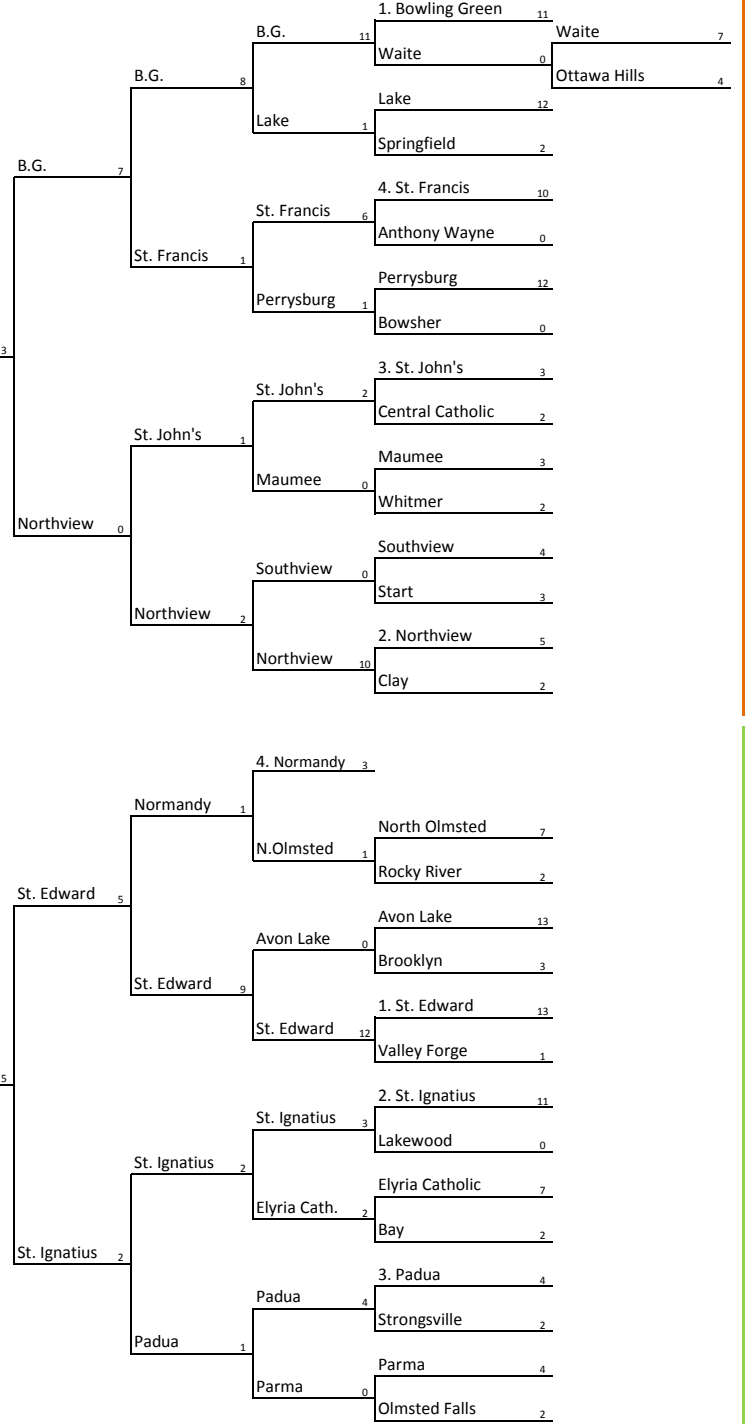 1. Bowling Green 11
B.G. 11 Waite 7
Waite 0
B.G. 8 Ottawa Hills 4
Lake 12
Lake 1
Springfield 2
B.G. 7
4. St. Francis 10
St. Francis 6
Anthony Wayne 0
St. Francis 1
Perrysburg 12
Perrysburg 1
Bowsher 0
3
3. St. John's 3
St. John's 2
Central Catholic 2
St. John's 1
Maumee 3
Maumee 0
Whitmer 2
Northview 0
Southview 4
Southview 0
Start 3
Northview 2
2. Northview 5
Northview 10
Clay 2
4. Normandy 3
Normandy 1
North Olmsted 7
N.Olmsted 1
Rocky River 2
St. Edward 5
Avon Lake 13
Avon Lake 0
Brooklyn 3
St. Edward 9
1. St. Edward 13
St. Edward 12
Valley Forge 1
5
2. St. Ignatius 11
St. Ignatius 3
Lakewood 0
St. Ignatius 2
Elyria Catholic 7
Elyria Cath. 2
Bay 2
St. Ignatius 2
3. Padua 4
Padua 4
Strongsville 2
Padua 1
Parma 4
Parma 0
Olmsted Falls 2